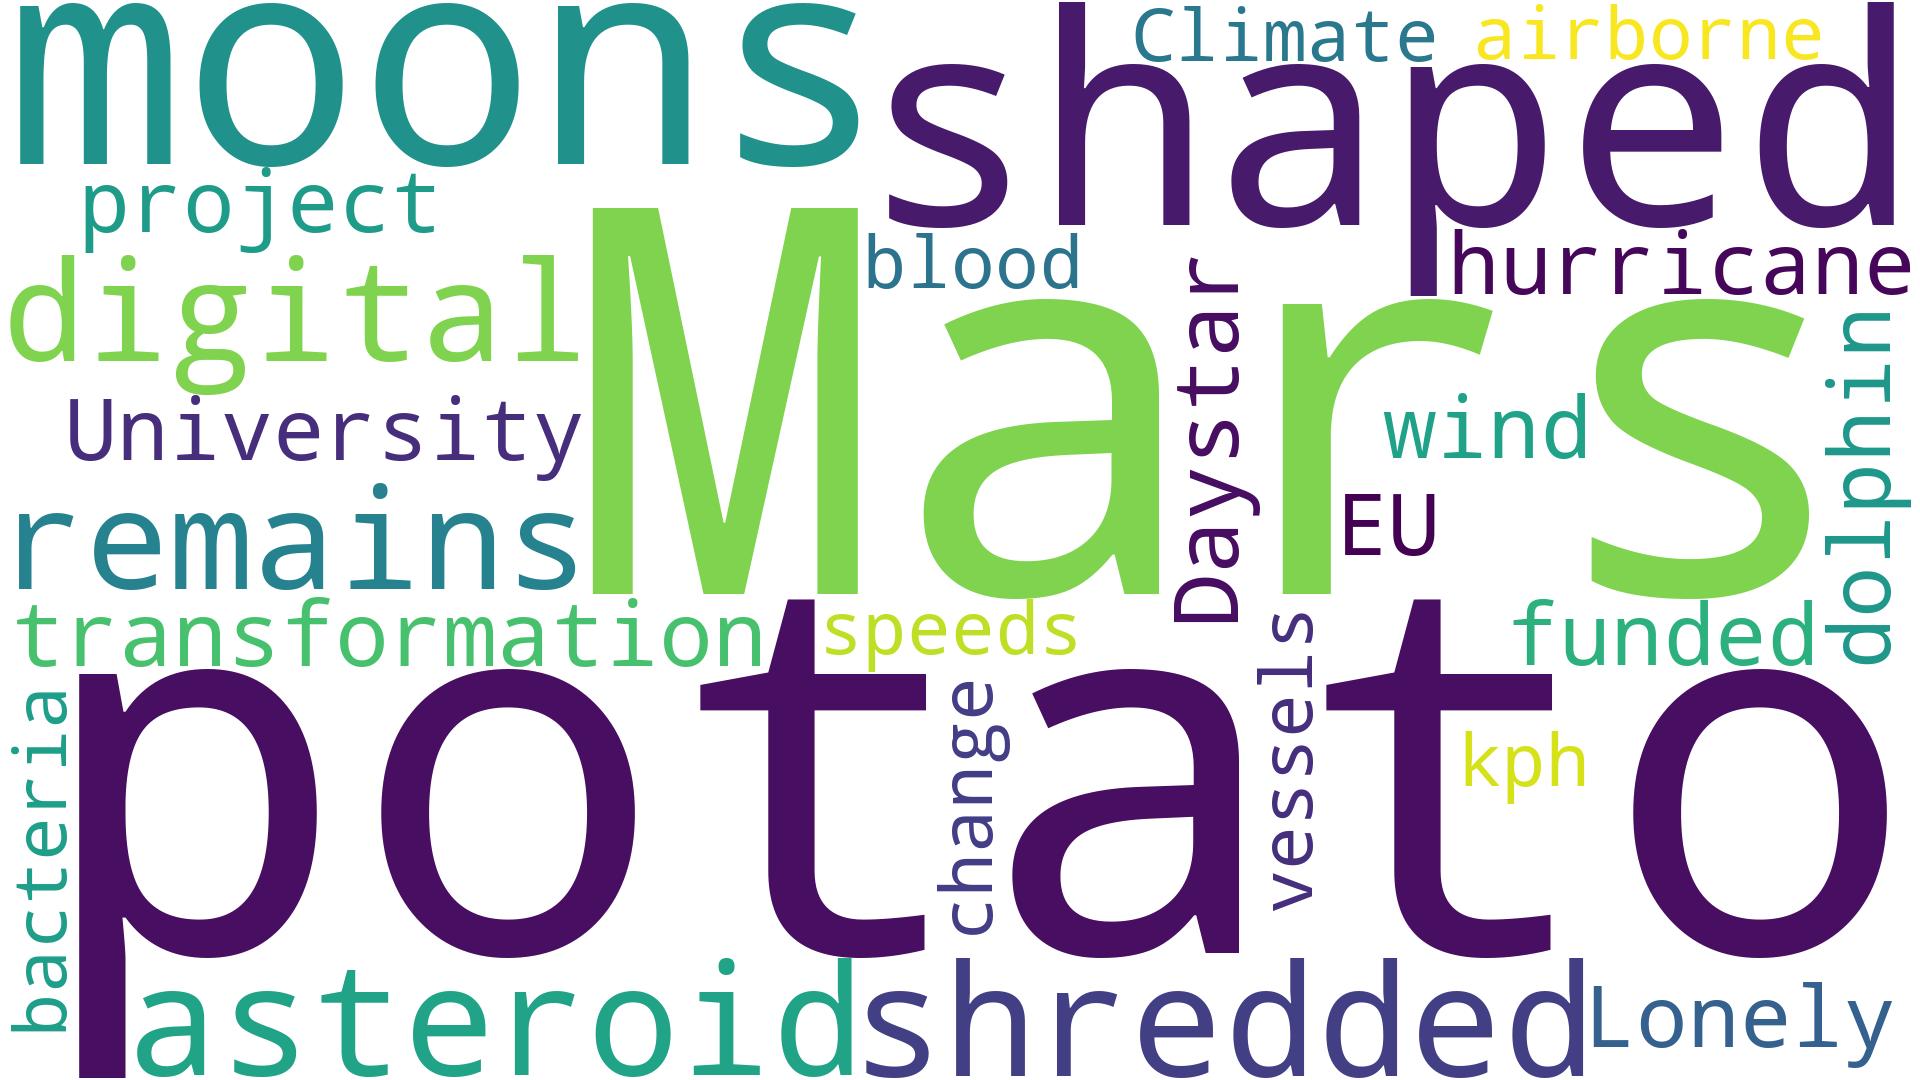 moons
shaped
Climate
airborne
project
blood
hurricane
digital
Mars
Daystar
dolphin
University
wind
EU
remains
transformation
speeds
vessels
funded
potato
bacteria
change
kph
asteroid
shredded
Lonely